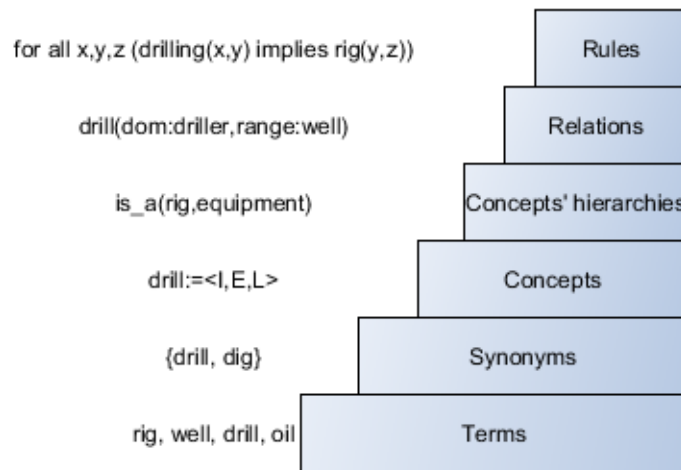 for all x,y,z (drilling(x,y) implies rig(y,z))
Rules
drill(dom:driller,range:well)
Relations
is_a(rig,equipment)
Concepts' hierarchies
drill:=<I,E,L>
Concepts
{drill, dig}
Synonyms
rig, well, drill, oil
Terms